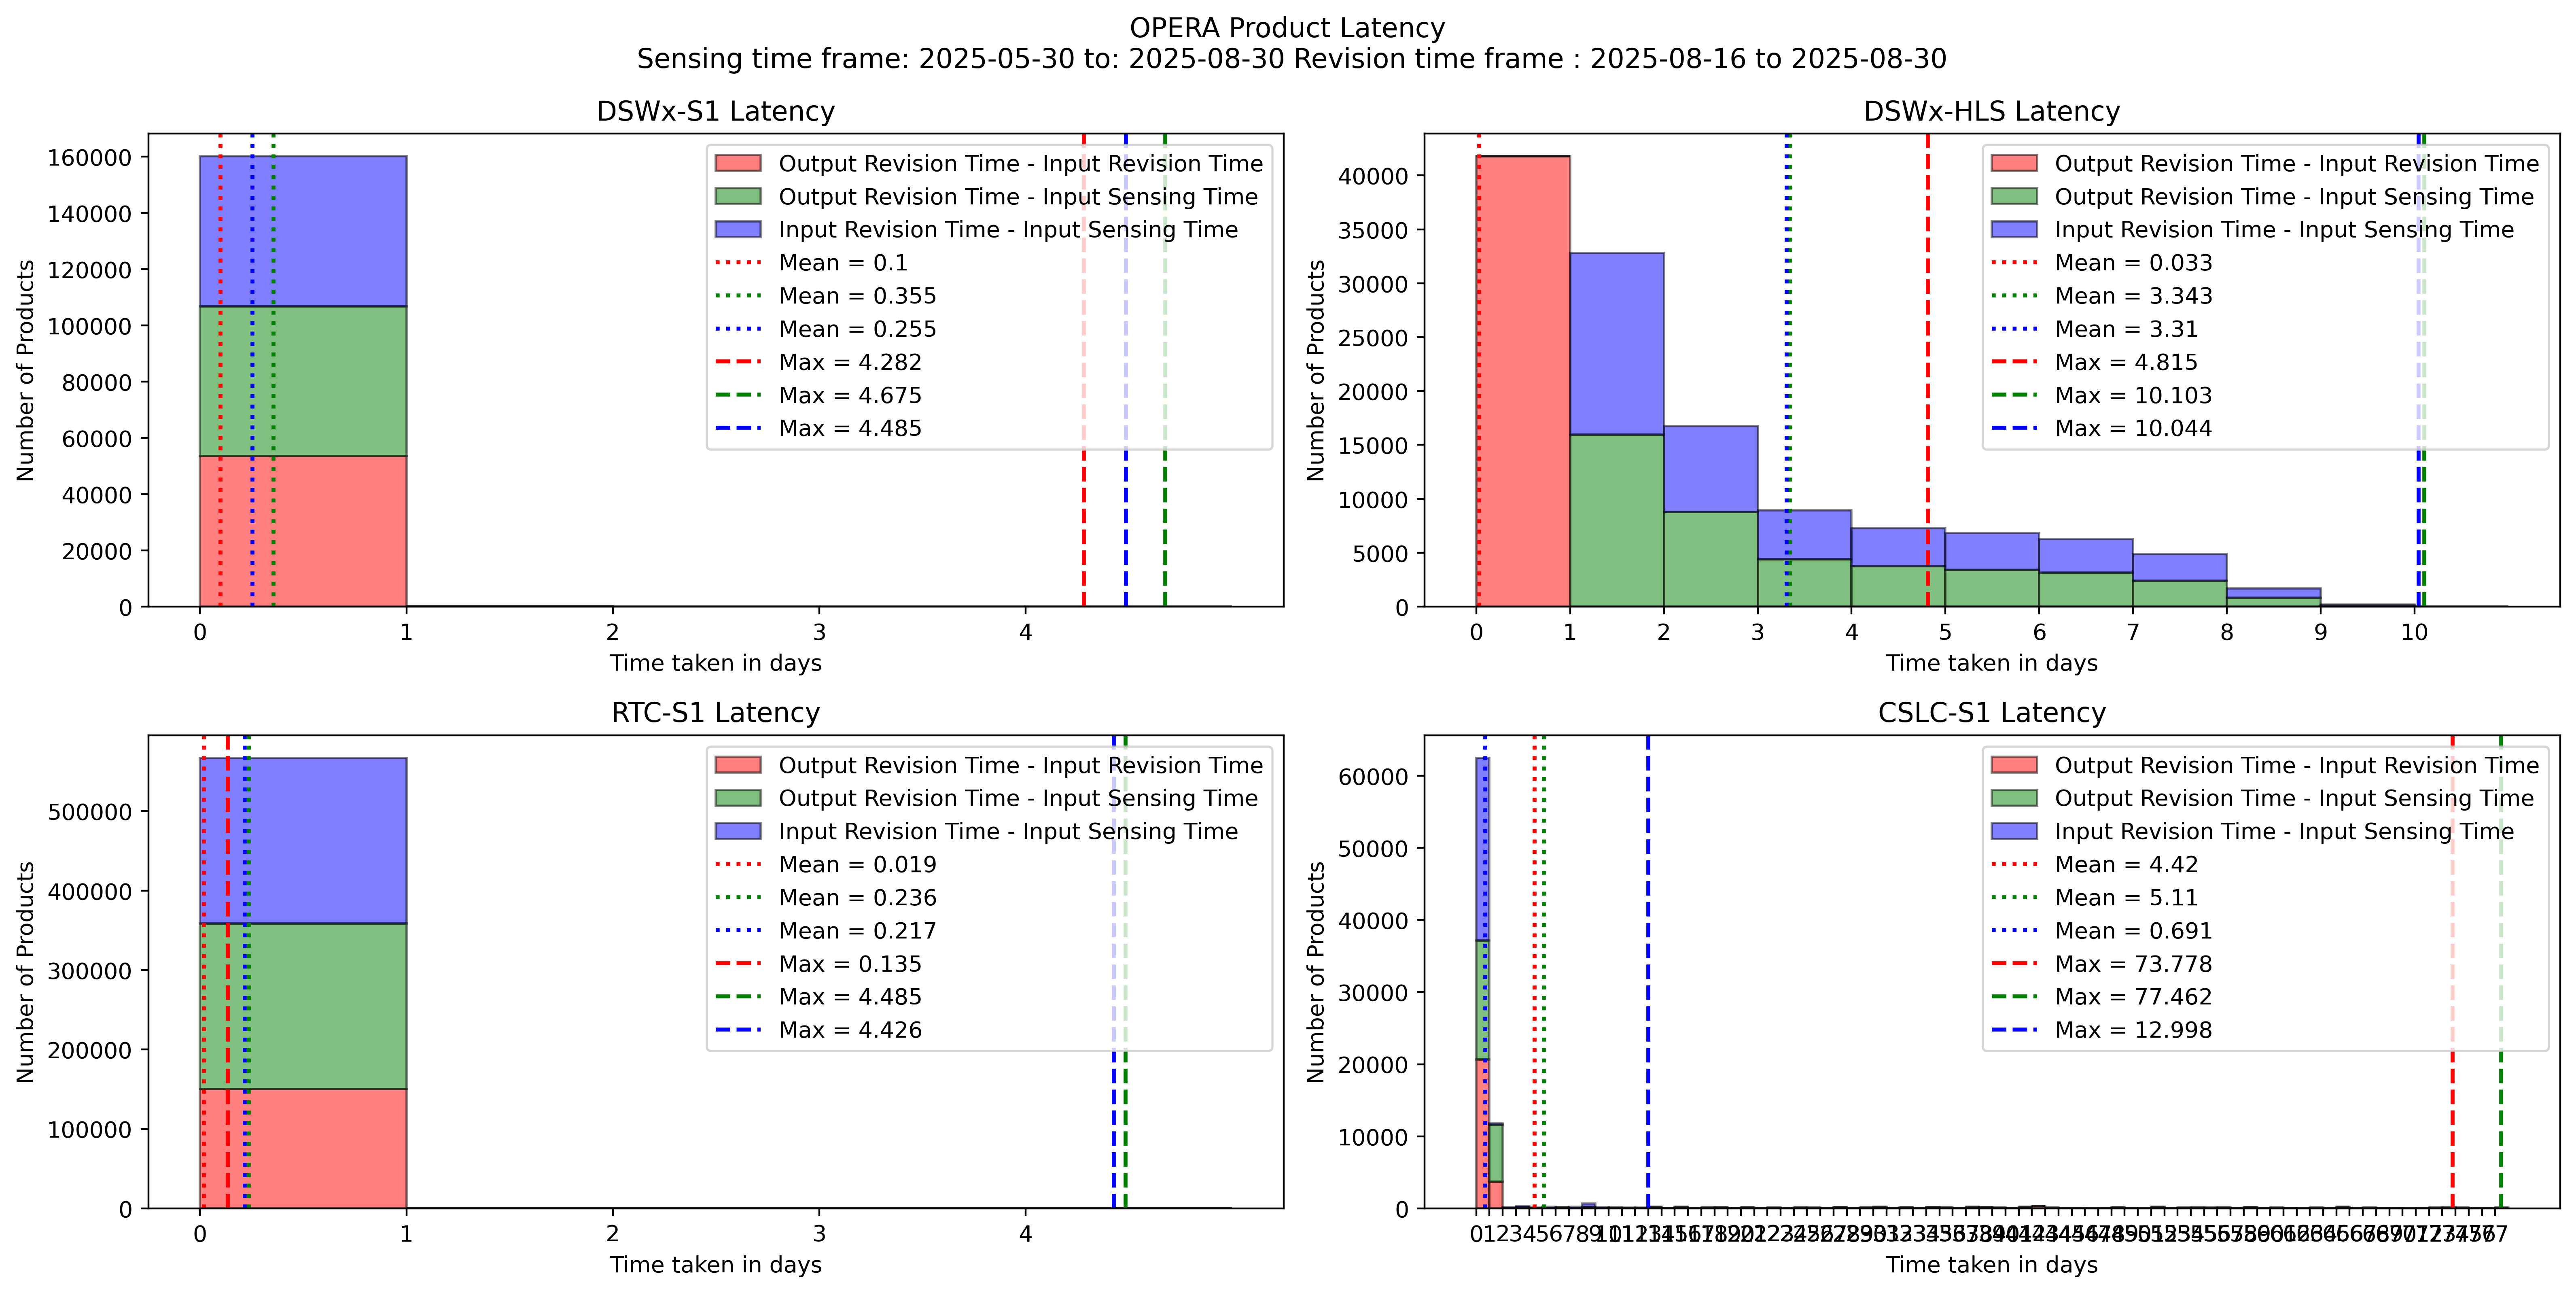 OPERA Product Latency
Sensing time frame: 2025-05-30 to: 2025-08-30 Revision time frame : 2025-08-16 to 2025-08-30
DSWx-S1 Latency
Number of Products
160000
140000
120000
100000
80000
60000
40000
20000
0
Output Revision Time - Input Revision Time
Output Revision Time - Input Sensing Time
Input Revision Time - Input Sensing Time
Mean = 0.1
Mean = 0.355
Mean = 0.255
Max = 4.282
Max = 4.675
Max = 4.485
0 1 2 3 4
Time taken in days
DSWx-HLS Latency
Number of Products
40000
35000
30000
25000
20000
15000
10000
5000
0
Output Revision Time - Input Revision Time
Output Revision Time - Input Sensing Time
Input Revision Time - Input Sensing Time
Mean = 0.033
Mean = 3.343
Mean = 3.31
Max = 4.815
Max = 10.103
Max = 10.044
0 1 2 3 4 5 6 7 8 9 10
Time taken in days
RTC-S1 Latency
Number of Products
500000
400000
300000
200000
100000
0
Output Revision Time - Input Revision Time
Output Revision Time - Input Sensing Time
Input Revision Time - Input Sensing Time
Mean = 0.019
Mean = 0.236
Mean = 0.217
Max = 0.135
Max = 4.485
Max = 4.426
0 1 2 3 4
Time taken in days
CSLC-S1 Latency
Number of Products
60000
50000
40000
30000
20000
10000
0
Output Revision Time - Input Revision Time
Output Revision Time - Input Sensing Time
Input Revision Time - Input Sensing Time
Mean = 4.42
Mean = 5.11
Mean = 0.691
Max = 73.778
Max = 77.462
Max = 12.998
0 1 2 3 4 5 6 7 8
Time taken in days